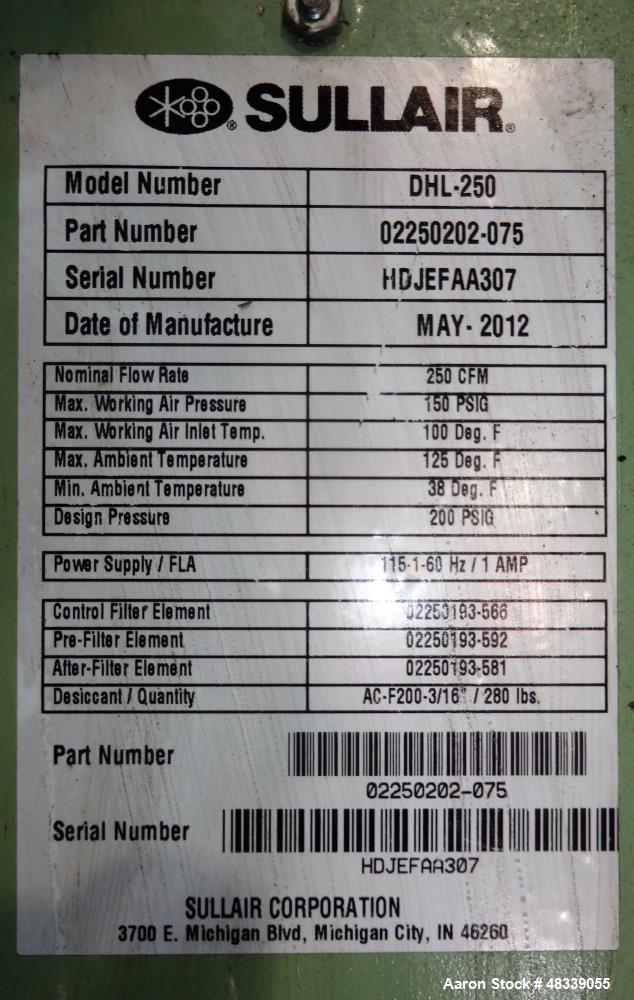 SULLAIR®
Model Number DHL-250
Part Number 02250202-075
Serial Number HDJEFAA307
Date of Manufacture MAY- 2012
Nominal Flow Rate 250 CFM
Max. Working Air Pressure 150 PSIG
Max. Working Air Inlet Temp. 100 Deg. F
Max. Ambient Temperature 125 Deg. F
Min. Ambient Temperature 38 Deg. F
Design Pressure 200 PSIG
Power Supply / FLA 115-1-60 Hz / 1 AMP
Control Filter Element 02250193-566
Pre-Filter Element 02250193-592
After-Filter Element 02250193-581
Desiccant / Quantity AC-F200-3/16" / 280 lbs.
Part Number
02250202-075
Serial Number
HDJEFAA307
SULLAIR CORPORATION
3700 E. Michigan Blvd, Michigan City, IN 46260
Aaron Stock # 48339055